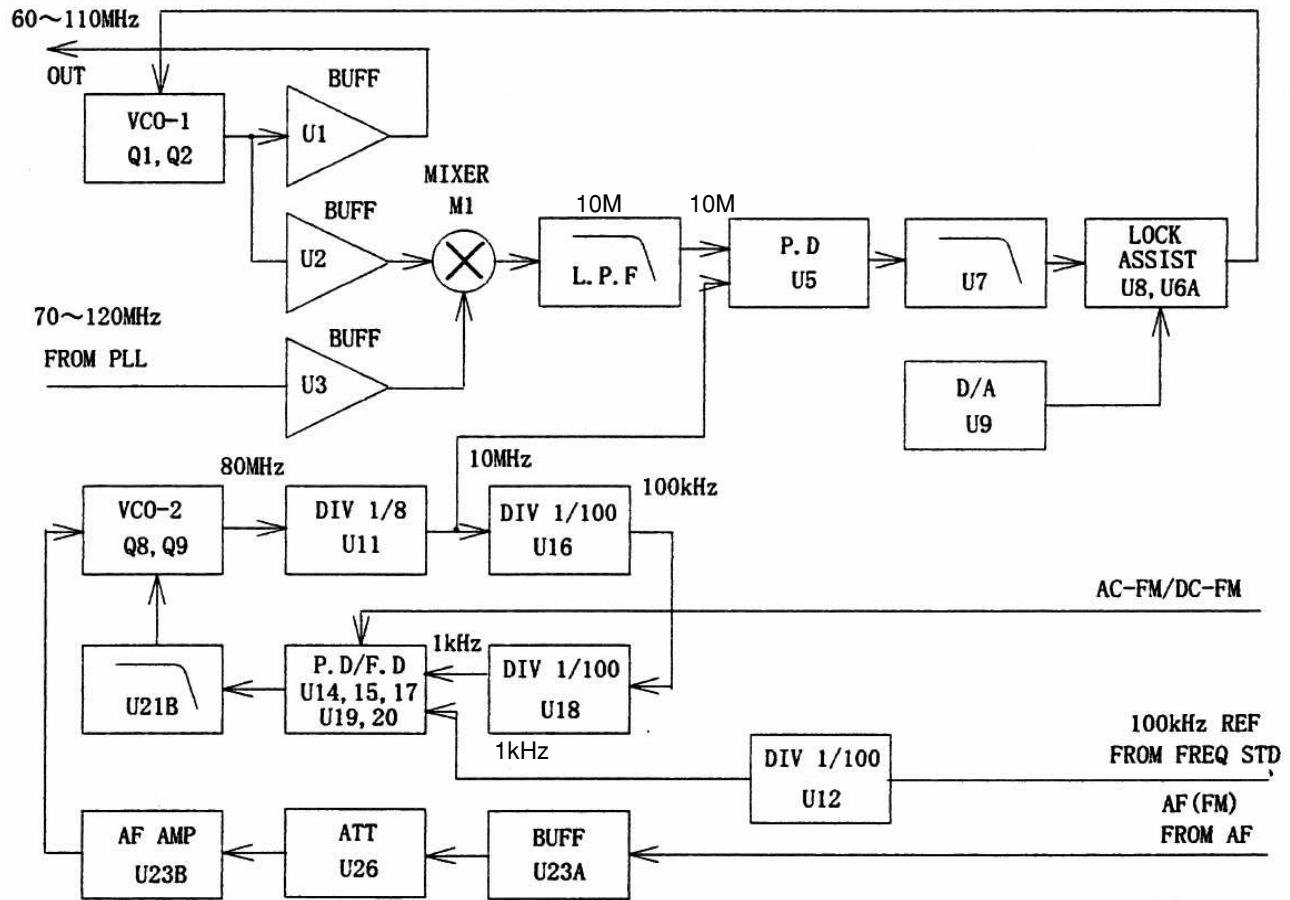 60～110MHz
OUT
BUFF
VCO-1
Q1, Q2
U1
MIXER
M1
BUFF
U2
10M
10M
L.P.F
P.D
U5
U7
LOCK
ASSIST
U8, U6A
70～120MHz
FROM PLL
BUFF
U3
D/A
U9
80MHz
10MHz
100kHz
VCO-2
Q8, Q9
DIV 1/8
U11
DIV 1/100
U16
AC-FM/DC-FM
1kHz
U21B
P.D/F.D
U14, 15, 17
U19, 20
DIV 1/100
U18
1kHz
DIV 1/100
U12
100kHz REF
FROM FREQ STD
AF(FM)
FROM AF
AF AMP
U23B
ATT
U26
BUFF
U23A